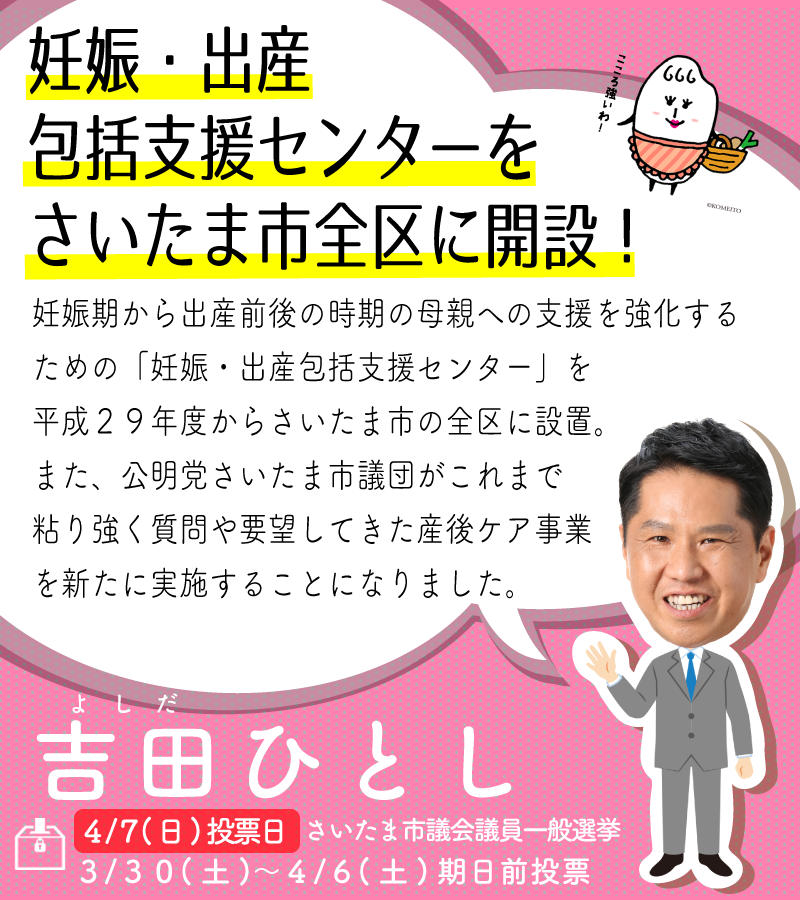 妊娠・出産
包括支援センターを
さいたま市全区に開設！
こころ強いわ！
©KOMEITO
妊娠期から出産前後の時期の母親への支援を強化する
ための「妊娠・出産包括支援センター」を
平成２９年度からさいたま市の全区に設置。
また、公明党さいたま市議団がこれまで
粘り強く質問や要望してきた産後ケア事業
を新たに実施することになりました。
よしだ
吉田ひとし
4/7(日)投票日 さいたま市議会議員一般選挙
３/３０(土)～４/６(土)期日前投票